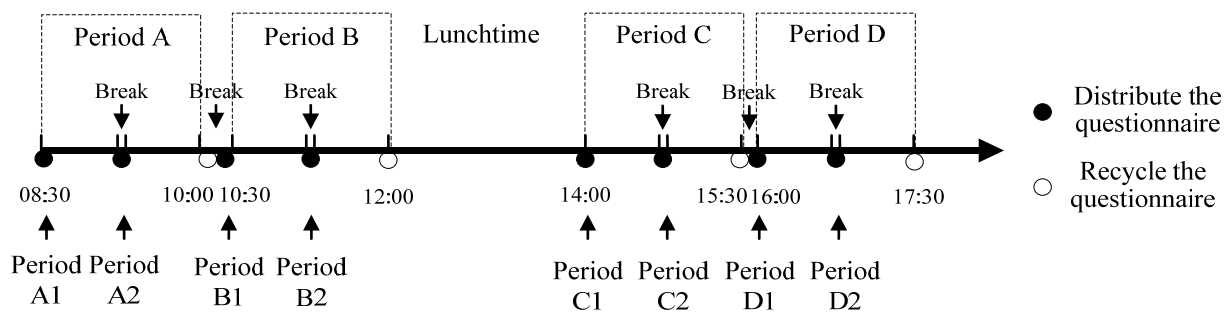 Period A
Period B
Lunchtime
Period C
Period D
Break
Break
Break
Break
Break
Break
Distribute the
questionnaire
Recycle the
questionnaire
08:30
10:00
10:30
12:00
14:00
15:30
16:00
17:30
Period
A1
Period
A2
Period
B1
Period
B2
Period
C1
Period
C2
Period
D1
Period
D2